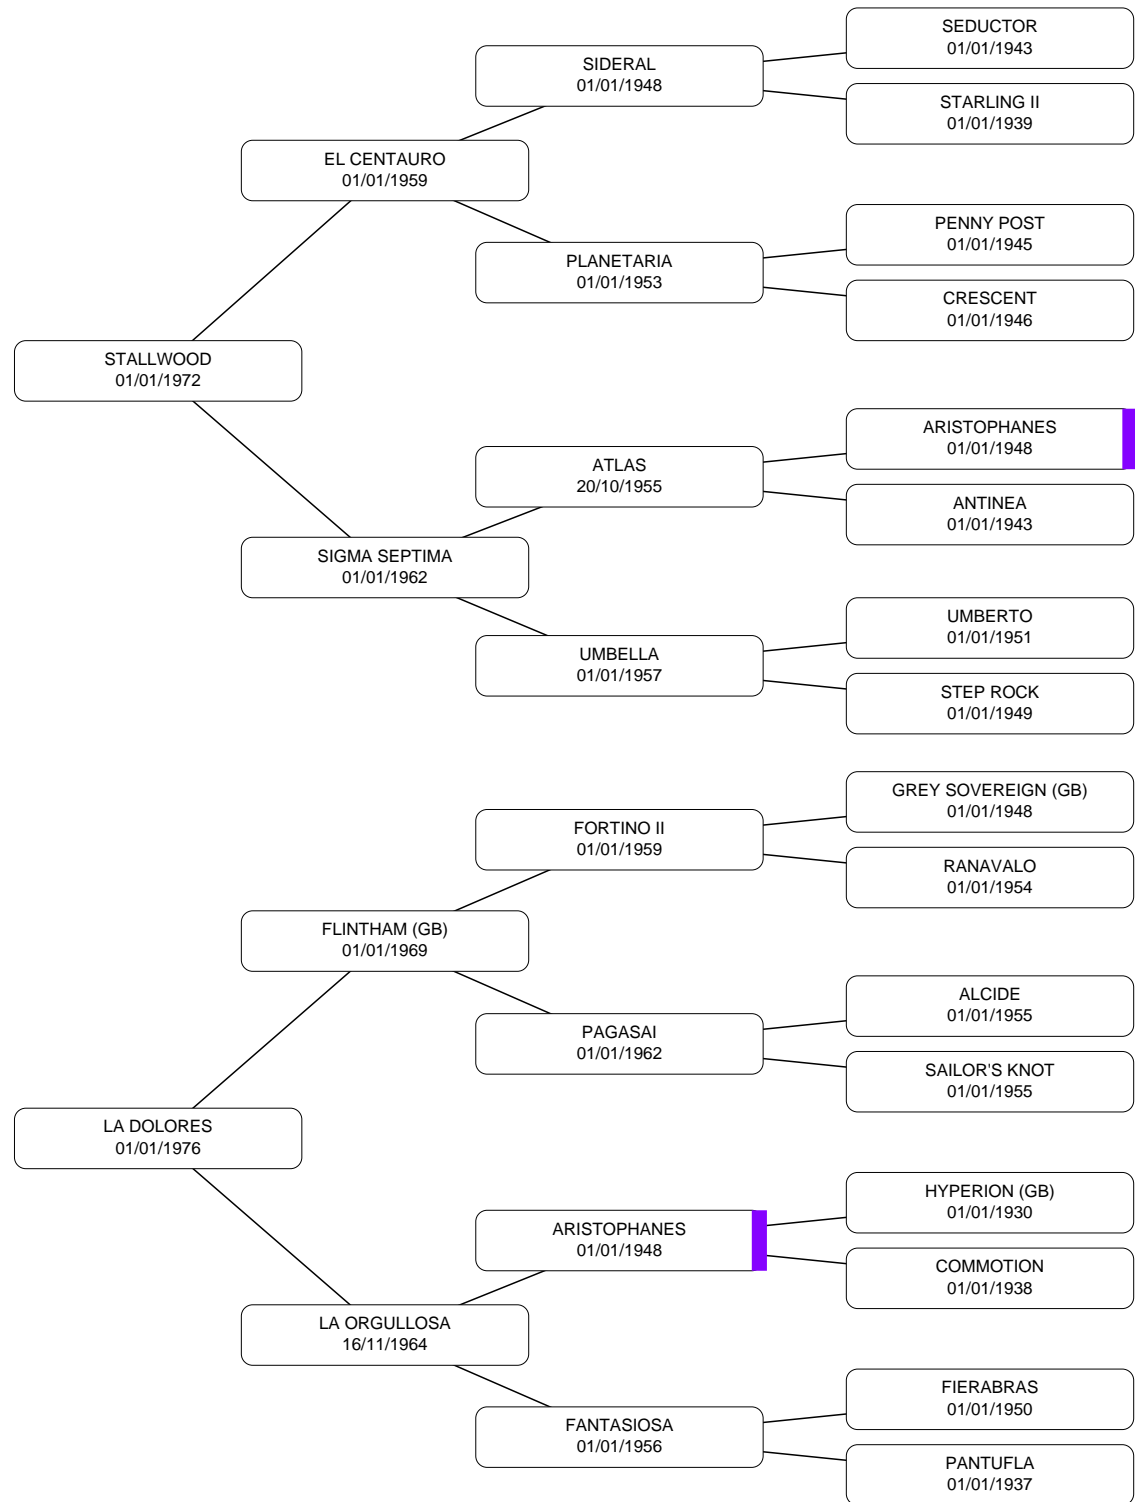 SEDUCTOR
01/01/1943
SIDERAL
01/01/1948
STARLING II
01/01/1939
EL CENTAURO
01/01/1959
PENNY POST
01/01/1945
PLANETARIA
01/01/1953
CRESCENT
01/01/1946
STALLWOOD
01/01/1972
ARISTOPHANES
01/01/1948
ATLAS
20/10/1955
ANTINEA
01/01/1943
SIGMA SEPTIMA
01/01/1962
UMBERTO
01/01/1951
UMBELLA
01/01/1957
STEP ROCK
01/01/1949
GREY SOVEREIGN (GB)
01/01/1948
FORTINO II
01/01/1959
RANAVALO
01/01/1954
FLINTHAM (GB)
01/01/1969
ALCIDE
01/01/1955
PAGASAI
01/01/1962
SAILOR'S KNOT
01/01/1955
LA DOLORES
01/01/1976
HYPERION (GB)
01/01/1930
ARISTOPHANES
01/01/1948
COMMOTION
01/01/1938
LA ORGULLOSA
16/11/1964
FIERABRAS
01/01/1950
FANTASIOSA
01/01/1956
PANTUFLA
01/01/1937